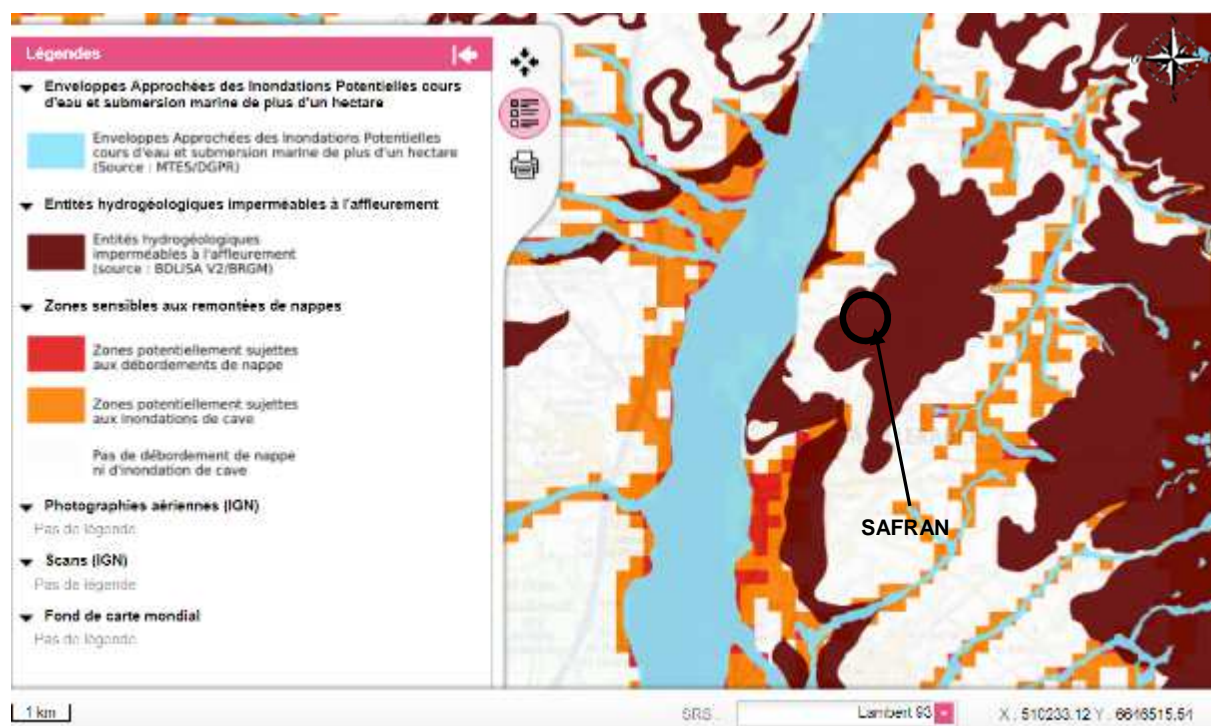 Légendes
Enveloppes Approchées des Inondations Potentielles cours
d'eau et submersion marine de plus d'un hectare
Enveloppes Approchées des Inondations Potentielles
cours d'eau et submersion marine de plus d'un hectare
(Source : MTES/DGPR)
Entités hydrogéologiques imperméables à l'affleurement
Entités hydrogéologiques
imperméables à l'affleurement
(source : BDLISA V2/BRGM)
Zones sensibles aux remontées de nappes
Zones potentiellement sujettes
aux débordements de nappe
Zones potentiellement sujettes
aux inondations de cave
Pas de débordement de nappe
ni d'inondation de cave
Photographies aériennes (IGN)
Pas de légende
Scans (IGN)
Pas de légende
Fond de carte mondial
Pas de légende
SAFRAN
1 km
SRS :
Lambert 93
X : 510233.12 Y : 6646515.54